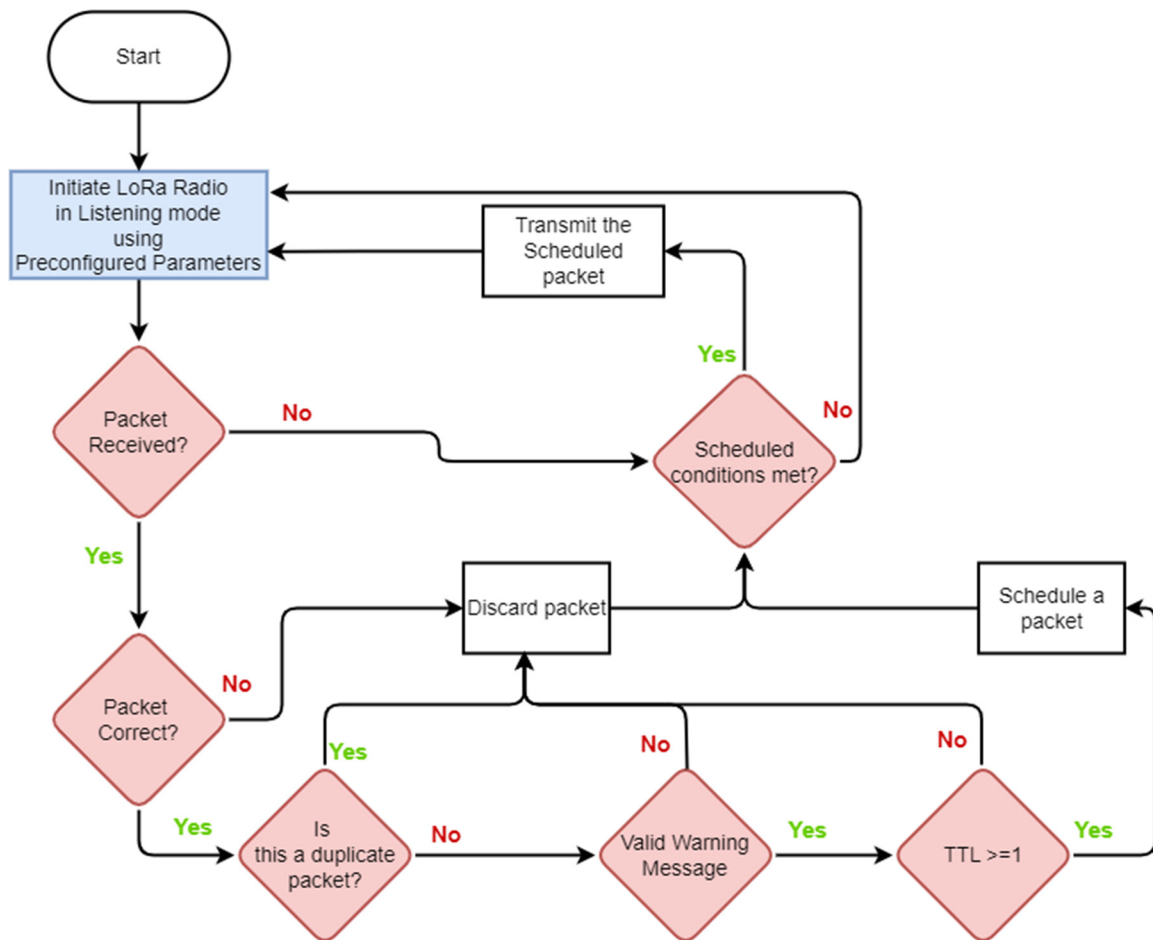 Start
Initiate LoRa Radio
in Listening mode
using
Preconfigured Parameters
Transmit the
Scheduled
packet
Yes
No
Packet
Received?
No
Scheduled
conditions met?
Yes
Discard packet
Schedule a
packet
Packet
Correct?
No
Yes
Yes
No
No
Is
this a duplicate
packet?
No
Valid Warning
Message
Yes
TTL >=1
Yes